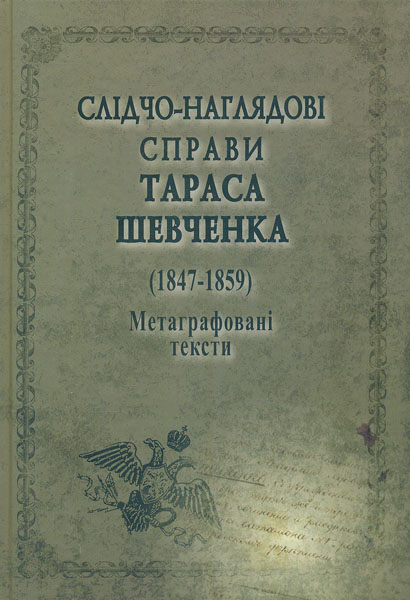 СЛІДЧО-НАГЛЯДОВІ
СПРАВИ
ТАРАСА
ШЕВЧЕНКА
(1847-1859)
Метаграфовані
тексти